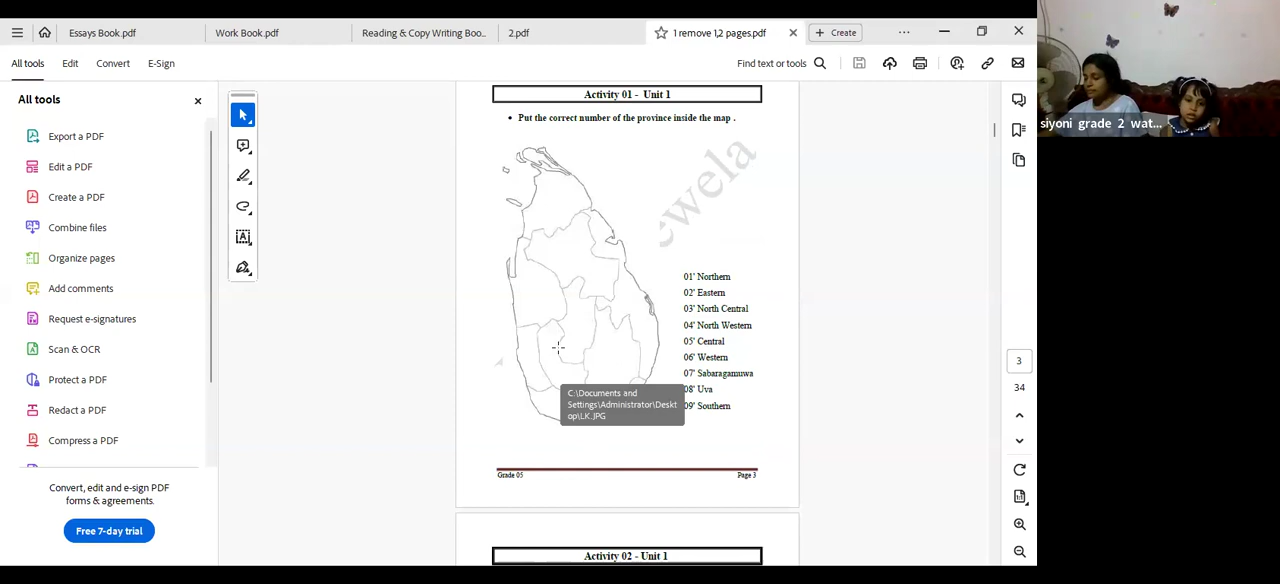 Essays Book.pdf
Work Book.pdf
Reading & Copy Writing Boo...
2.pdf
1 remove 1,2 pages.pdf
Create
All tools
Edit
Convert
E-Sign
Find text or tools
All tools
Export a PDF
Edit a PDF
Create a PDF
Combine files
Organize pages
Add comments
Request e-signatures
Scan & OCR
Protect a PDF
Redact a PDF
Compress a PDF
Convert, edit and e-sign PDF
forms & agreements.
Free 7-day trial
Activity 01 - Unit 1
• Put the correct number of the province inside the map .
ewela
01' Northern
02' Eastern
03' North Central
04' North Western
05' Central
06' Western
07' Sabaragamuwa
08' Uva
09' Southern
C:\Documents and
Settings\Administrator\Deskt
op\LK.JPG
Grade 05
Page 3
Activity 02 - Unit 1
3
34
siyoni grade 2 wat...